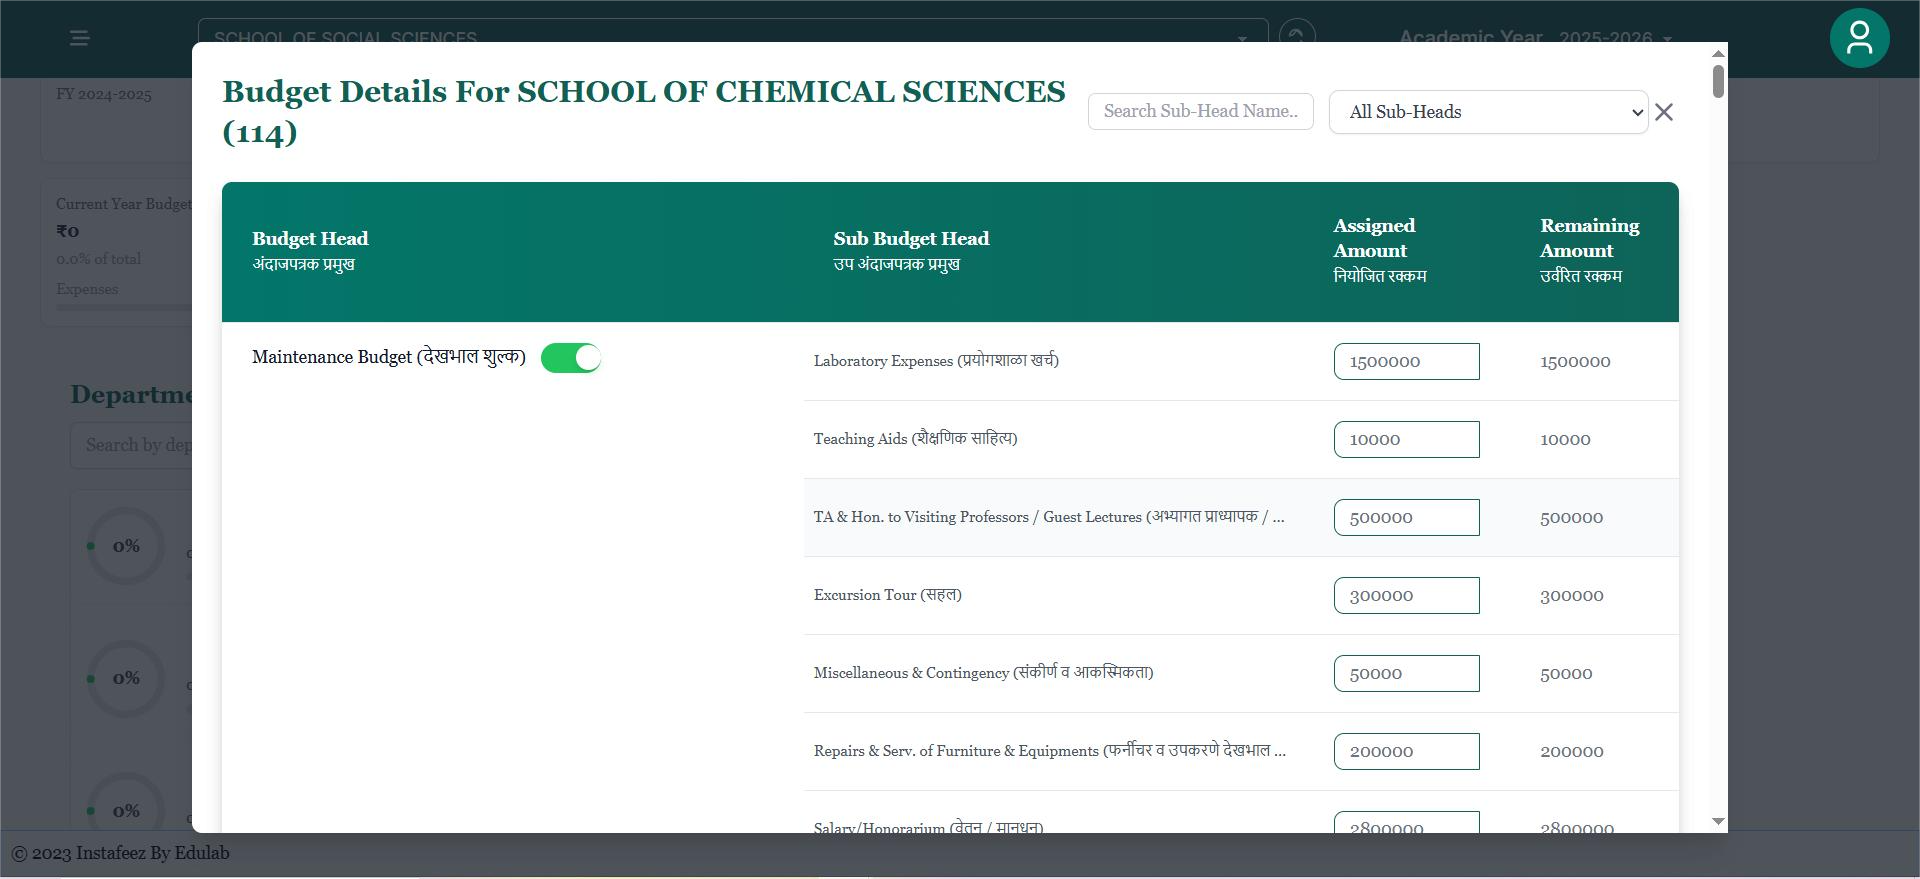 SCHOOL OF SOCIAL SCIENCES
Academic Year 2025-2026
FY 2024-2025
Current Year Budget
₹0
0.0% of total
Expenses
Departme
Search by dep
0%
0%
0%
Budget Details For SCHOOL OF CHEMICAL SCIENCES
(114)
Search Sub-Head Name..
All Sub-Heads
Budget Head
अंदाजपत्रक प्रमुख
Sub Budget Head
उप अंदाजपत्रक प्रमुख
Assigned
Amount
नियोजित रक्कम
Remaining
Amount
उर्वरित रक्कम
Maintenance Budget (देखभाल शुल्क)
Laboratory Expenses (प्रयोगशाळा खर्च) 1500000 1500000
Teaching Aids (शैक्षणिक साहित्य) 10000 10000
TA & Hon. to Visiting Professors / Guest Lectures (अभ्यागत प्राध्यापक / ... 500000 500000
Excursion Tour (सहल) 300000 300000
Miscellaneous & Contingency (संकीर्ण व आकस्मिकता) 50000 50000
Repairs & Serv. of Furniture & Equipments (फर्नीचर व उपकरणे देखभाल ... 200000 200000
Salary/Honorarium (वेतन / मानधन) 2800000 2800000
© 2023 Instafeez By Edulab